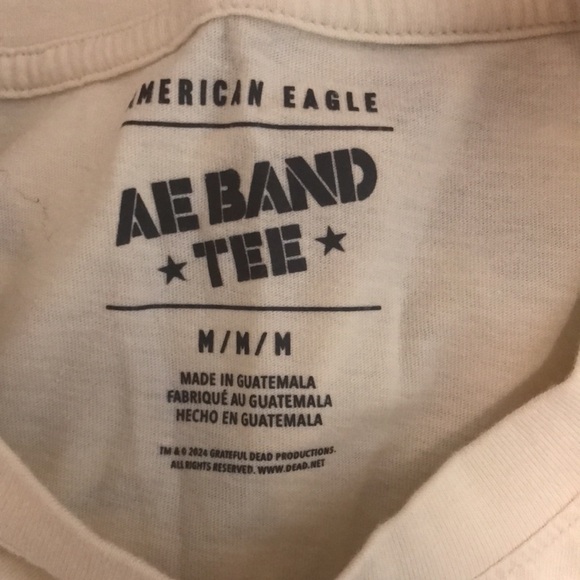 AMERICAN EAGLE
AE BAND
★ TEE ★
M/M/M
MADE IN GUATEMALA
FABRIQUÉ AU GUATEMALA
HECHO EN GUATEMALA
TM & © 2024 GRATEFUL DEAD PRODUCTIONS.
ALL RIGHTS RESERVED. WWW.DEAD.NET